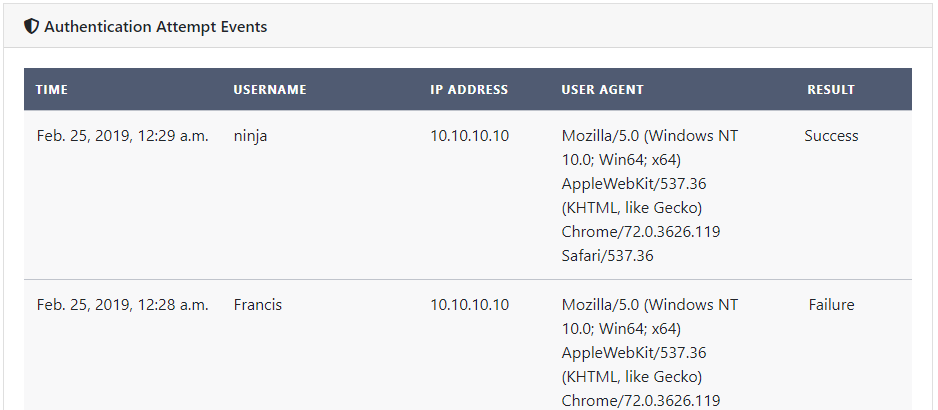 Authentication Attempt Events
TIME USERNAME IP ADDRESS USER AGENT RESULT
Feb. 25, 2019, 12:29 a.m. ninja 10.10.10.10 Mozilla/5.0 (Windows NT Success
10.0; Win64; x64)
AppleWebKit/537.36
(KHTML, like Gecko)
Chrome/72.0.3626.119
Safari/537.36
Feb. 25, 2019, 12:28 a.m. Francis 10.10.10.10 Mozilla/5.0 (Windows NT Failure
10.0; Win64; x64)
AppleWebKit/537.36
(KHTML, like Gecko)
Chrome/72.0.3626.119